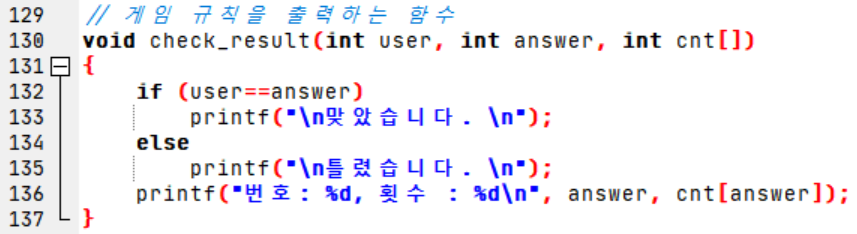 129 // 게임 규칙을 출력하는 함수
130 void check_result(int user, int answer, int cnt[])
131 {
132 if (user==answer)
133 printf("\n맞았습니다. \n");
134 else
135 printf("\n틀렸습니다. \n");
136 printf("번호: %d, 횟수 : %d\n", answer, cnt[answer]);
137 }